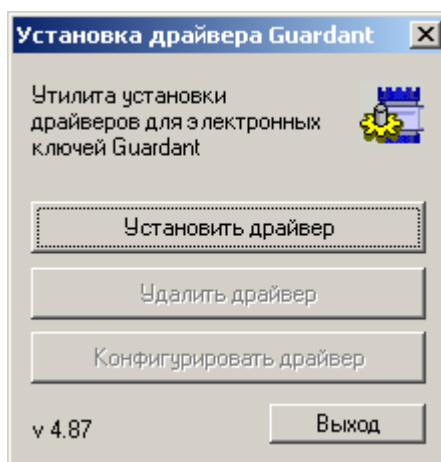 Установка драйвера Guardant
Утилита установки
драйверов для электронных
ключей Guardant
Установить драйвер
Удалить драйвер
Конфигурировать драйвер
v 4.87
Выход